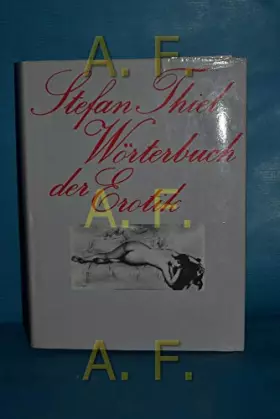 A. F.
Stefan Thiel
Wörterbuch
A. F.
der Erotik
A. F.
A. F.
A. F.